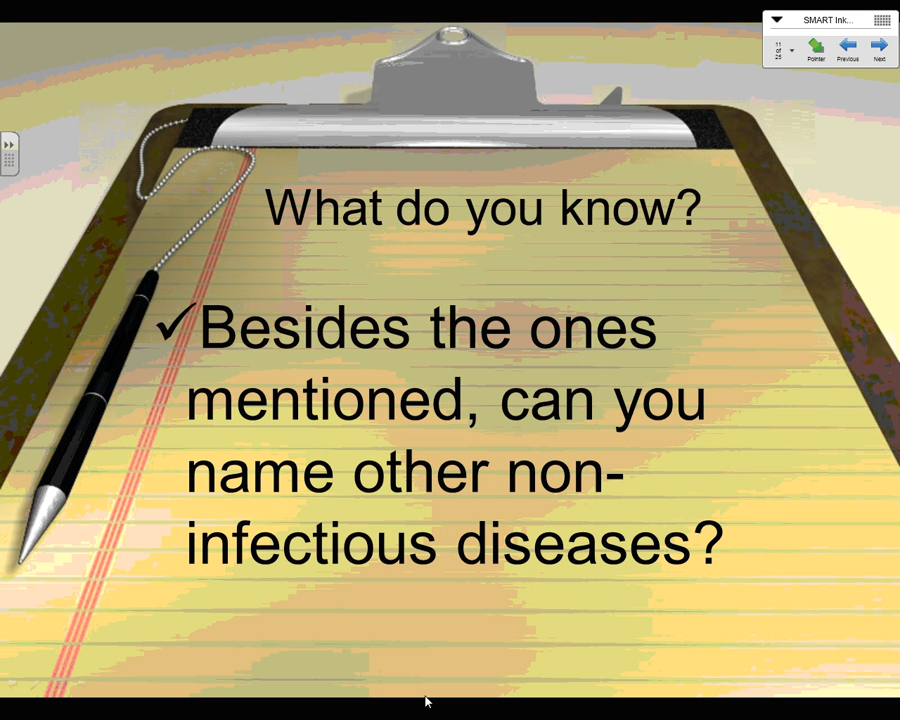 SMART Ink...
11
of
25
Pointer
Previous
Next
What do you know?
✓Besides the ones
mentioned, can you
name other non-
infectious diseases?